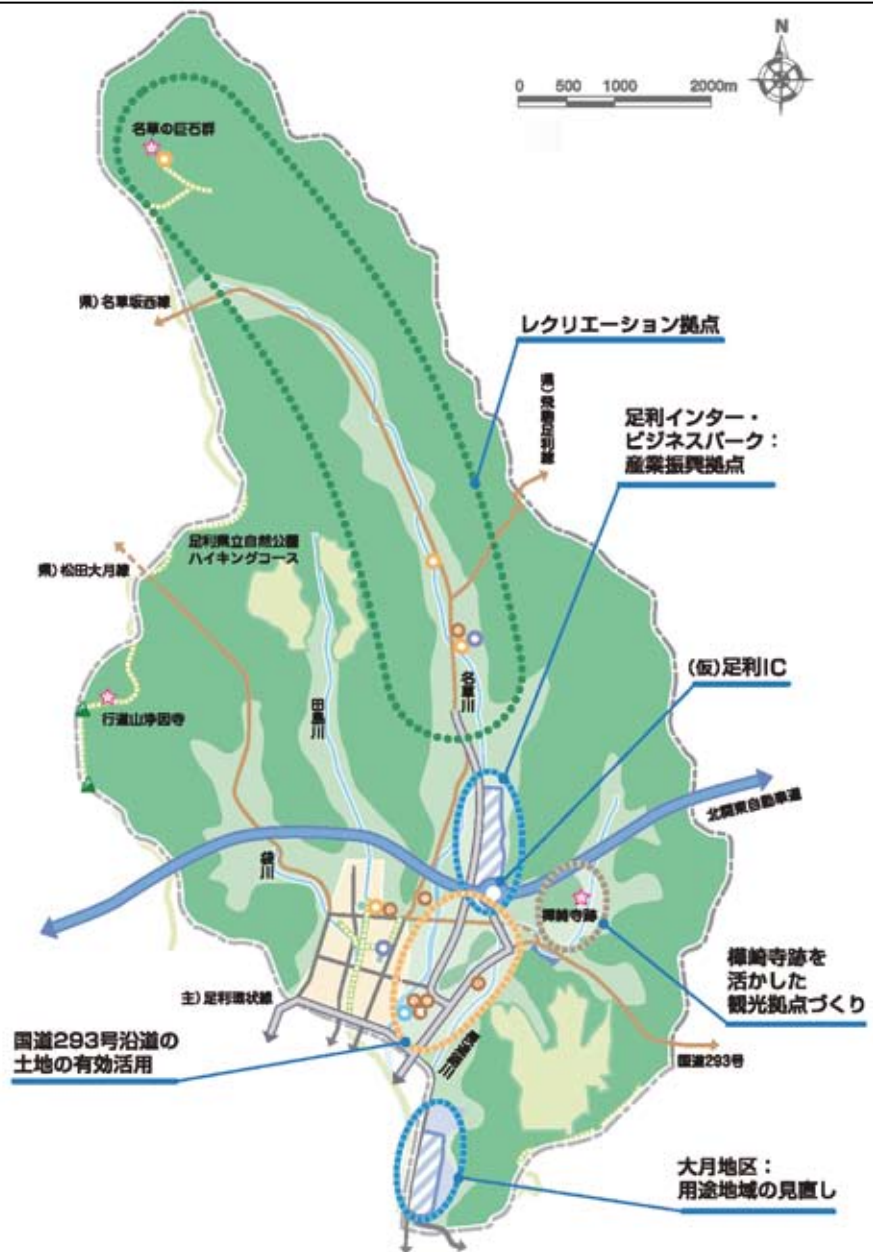 N
0 500 1000 2000m
名草の巨石群
県)名草坂西線
レクリエーション拠点
県)飛駒足利線
足利インター・
ビジネスパーク：
産業振興拠点
足利県立自然公園
ハイキングコース
県)松田大月線
(仮)足利IC
名草川
田島川
行道山浄因寺
北関東自動車道
袋川
樺崎寺跡
樺崎寺跡を
活かした
観光拠点づくり
主)足利環状線
国道293号沿道の
土地の有効活用
国道293号
大月地区：
用途地域の見直し